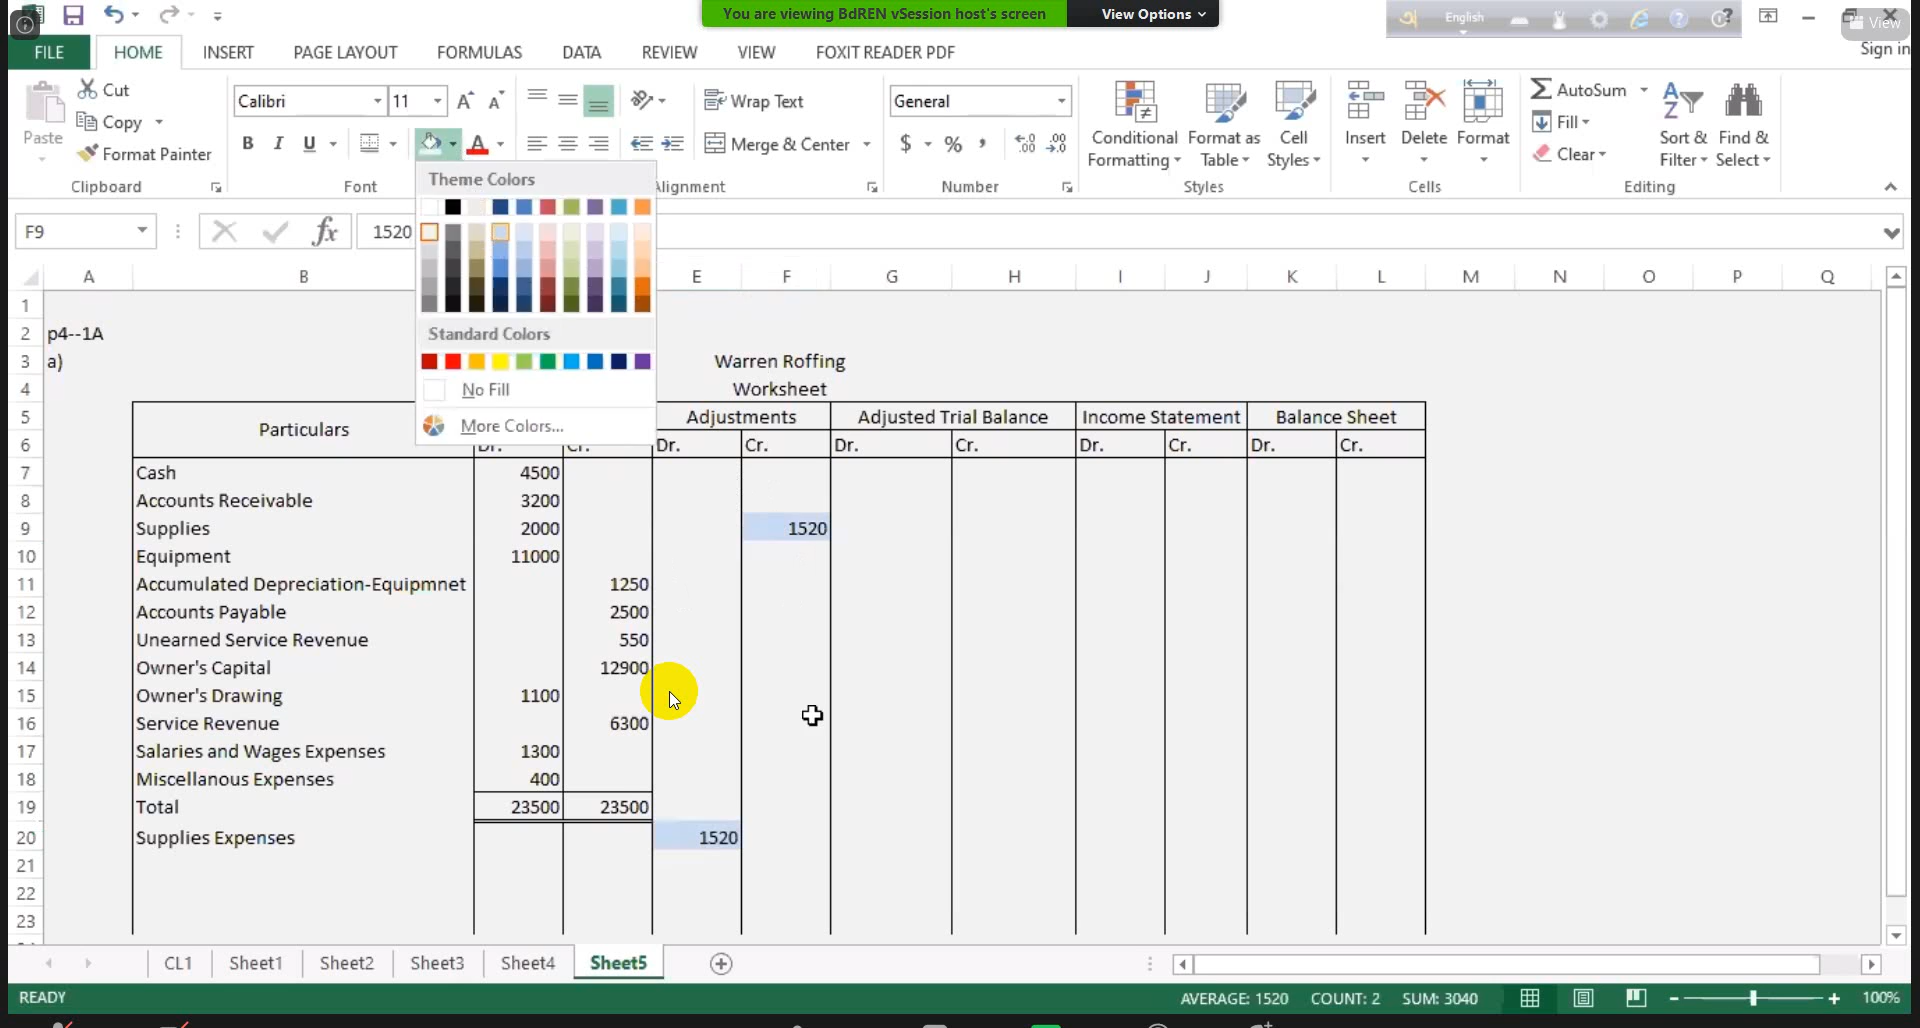 You are viewing BdREN vSession host's screen View Options
English
View
FILE HOME INSERT PAGE LAYOUT FORMULAS DATA REVIEW VIEW FOXIT READER PDF Sign in
Paste
Cut
Copy
Format Painter
Clipboard
Calibri 11
B I U A
Font
Wrap Text
Merge & Center
Alignment
General
$ % ,
Number
Conditional Formatting
Format as Table
Cell Styles
Styles
Insert Delete Format
Cells
AutoSum
Fill
Clear
Sort & Filter
Find & Select
Editing
Theme Colors
Standard Colors
No Fill
More Colors...
F9 fx 1520
A B E F G H I J K L M N O P Q
1
2 p4--1A
3 a) Warren Roffing
4 Worksheet
5 Particulars Adjustments Adjusted Trial Balance Income Statement Balance Sheet
6 Dr. Cr. Dr. Cr. Dr. Cr. Dr. Cr. Dr. Cr.
7 Cash 4500
8 Accounts Receivable 3200
9 Supplies 2000 1520
10 Equipment 11000
11 Accumulated Depreciation-Equipmnet 1250
12 Accounts Payable 2500
13 Unearned Service Revenue 550
14 Owner's Capital 12900
15 Owner's Drawing 1100
16 Service Revenue 6300
17 Salaries and Wages Expenses 1300
18 Miscellanous Expenses 400
19 Total 23500 23500
20 Supplies Expenses 1520
21
22
23
CL1 Sheet1 Sheet2 Sheet3 Sheet4 Sheet5
READY AVERAGE: 1520 COUNT: 2 SUM: 3040 100%